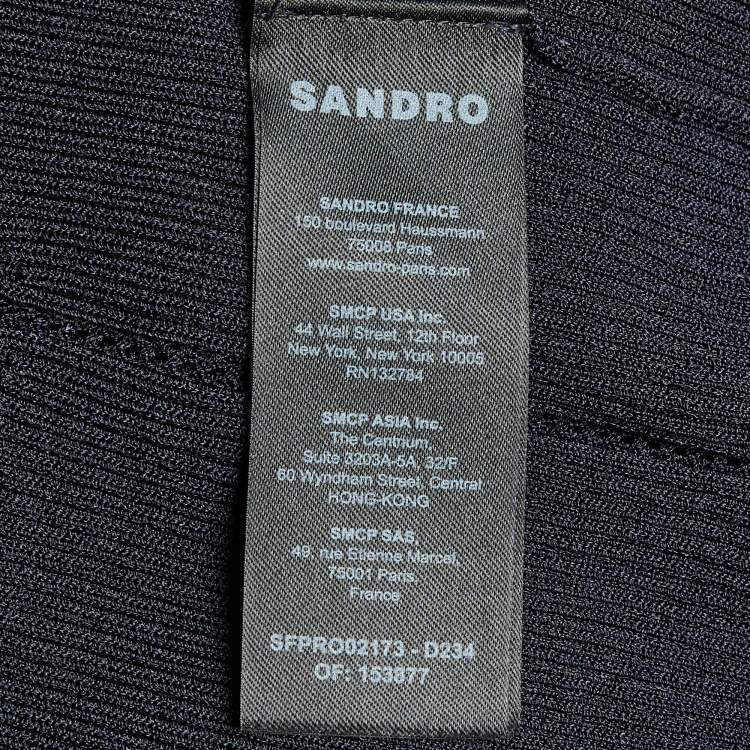 SANDRO
SANDRO FRANCE
150 boulevard Haussmann
75008 Paris
www.sandro-paris.com
SMCP USA Inc.
44 Wall Street, 12th Floor
New York, New York 10005
RN132784
SMCP ASIA Inc.
The Centrium,
Suite 3203A-5A, 32/F
60 Wyndham Street, Central
HONG-KONG
SMCP SAS,
49, rue Etienne Marcel,
75001 Paris,
France
SFPRO02173 - D234
OF: 153877